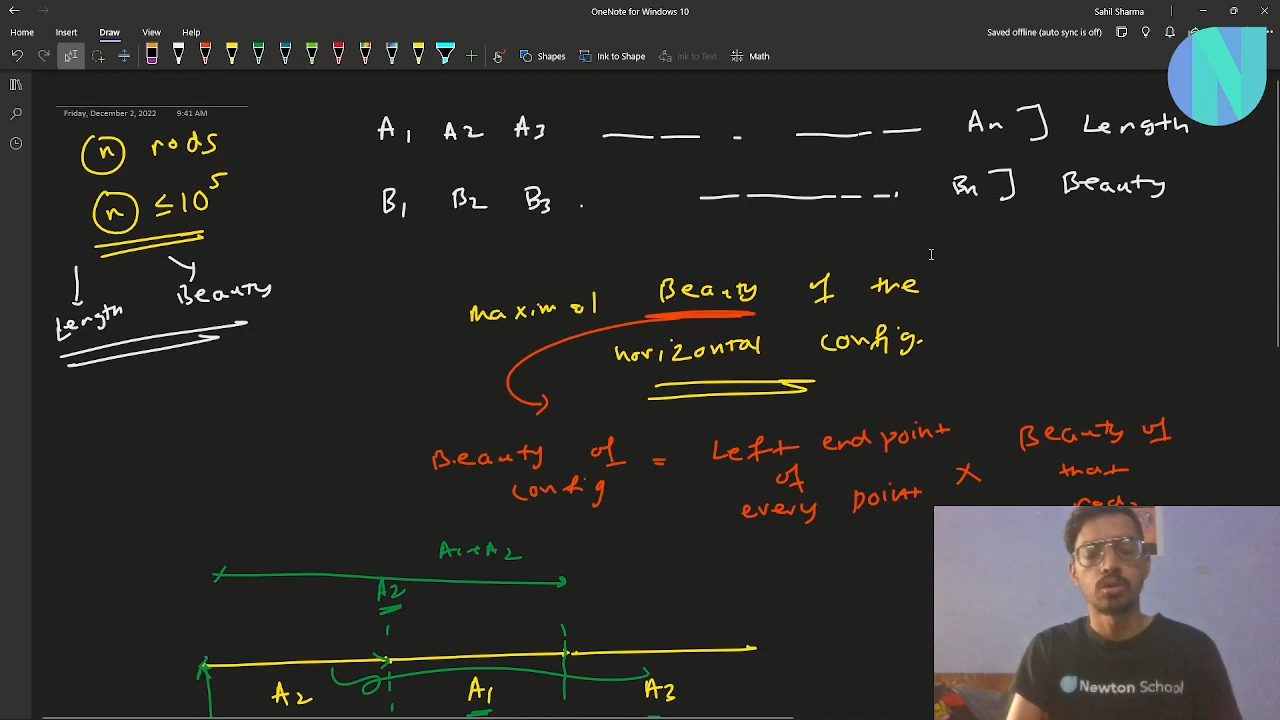 OneNote for Windows 10
Sahil Sharma
Home Insert Draw View Help
Saved offline (auto sync is off)
Shapes Ink to Shape Ink to Text Math
Friday, December 2, 2022 9:41 AM
n rods
n ≤ 10^5
Length Beauty
A1 A2 A3 An ] Length
B1 B2 B3 . Bn ] Beauty
maximal Beauty of the
horizontal config.
Beauty of config = Left end point of every point × Beauty of that rod.
A1 + A2
A2
A2 A1 A3
N
Newton School